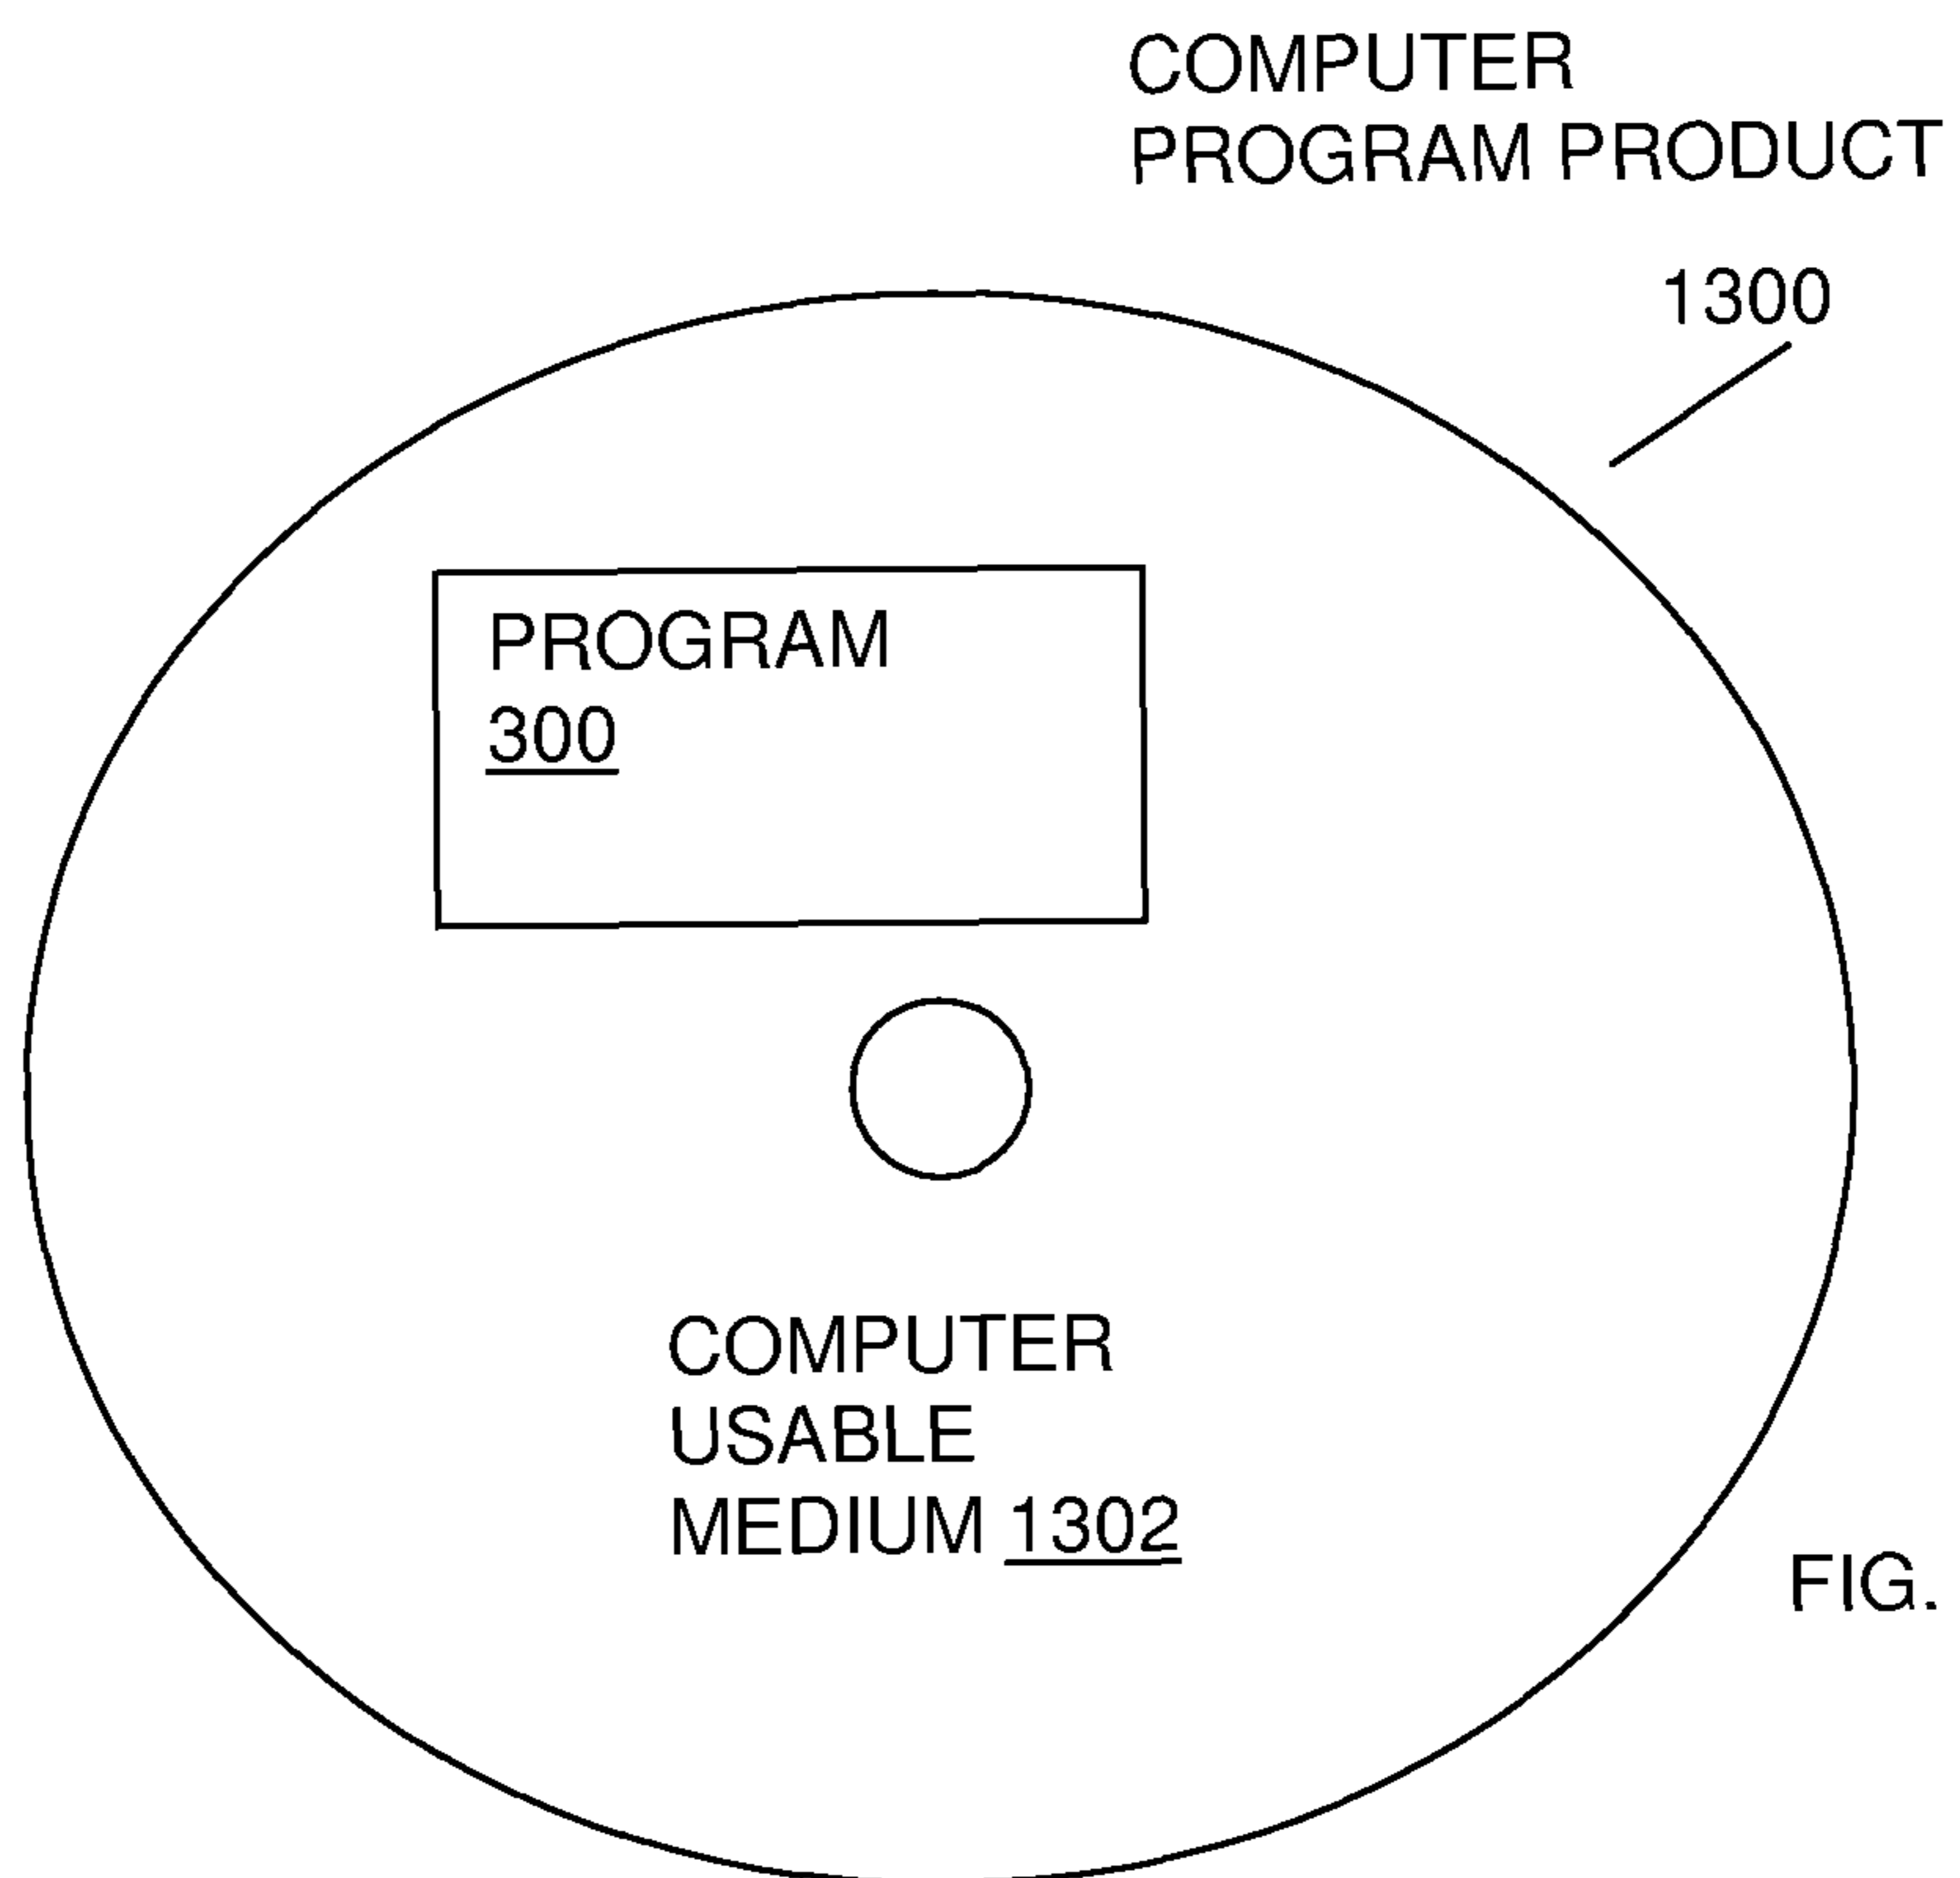 COMPUTER
PROGRAM PRODUCT
1300
PROGRAM
300
COMPUTER
USABLE
MEDIUM 1302
FIG.